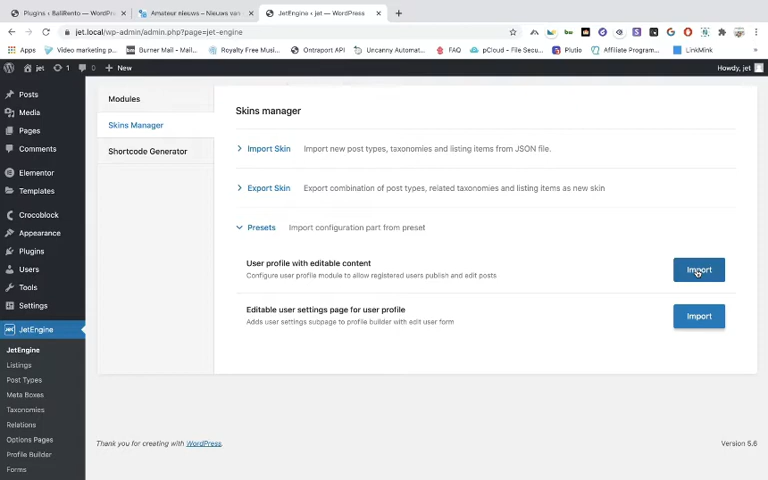 Plugins ‹ BaliRento — WordPr
Amateur nieuws – Nieuws van
JetEngine ‹ jet — WordPress
jet.local/wp-admin/admin.php?page=jet-engine
Apps
Video marketing p...
Burner Mail - Mail...
Royalty Free Musi...
Ontraport API
Uncanny Automat...
FAQ
pCloud - File Secu...
Plutio
Affiliate Program...
LinkMink
jet
1
0
New
Howdy, jet
Posts
Media
Pages
Comments
Elementor
Templates
Crocoblock
Appearance
Plugins
Users
Tools
Settings
JetEngine
JetEngine
Listings
Post Types
Meta Boxes
Taxonomies
Relations
Options Pages
Profile Builder
Forms
Modules
Skins Manager
Shortcode Generator
Skins manager
Import Skin Import new post types, taxonomies and listing items from JSON file.
Export Skin Export combination of post types, related taxonomies and listing items as new skin
Presets Import configuration part from preset
User profile with editable content
Configure user profile module to allow registered users publish and edit posts
Import
Editable user settings page for user profile
Adds user settings subpage to profile builder with edit user form
Import
Thank you for creating with WordPress.
Version 5.6